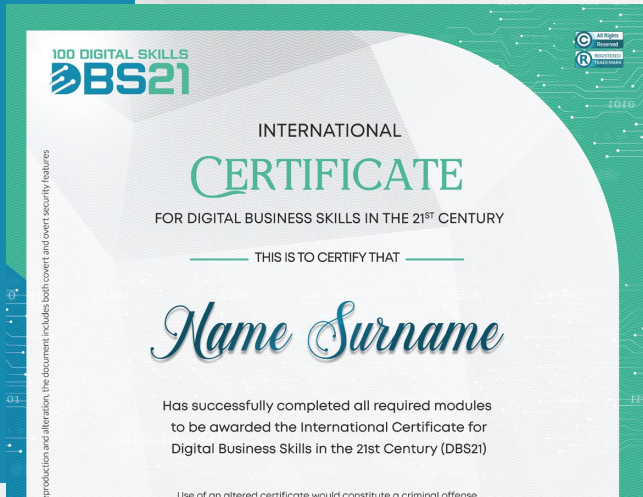 100 DIGITAL SKILLS
DBS21
All Rights
Reserved
REGISTERED
TRADEMARK
1010
INTERNATIONAL
CERTIFICATE
FOR DIGITAL BUSINESS SKILLS IN THE 21ST CENTURY
THIS IS TO CERTIFY THAT
Name Surname
Has successfully completed all required modules
to be awarded the International Certificate for
Digital Business Skills in the 21st Century (DBS21)
Use of an altered certificate would constitute a criminal offense
and alteration, the document includes both covert and overt security features